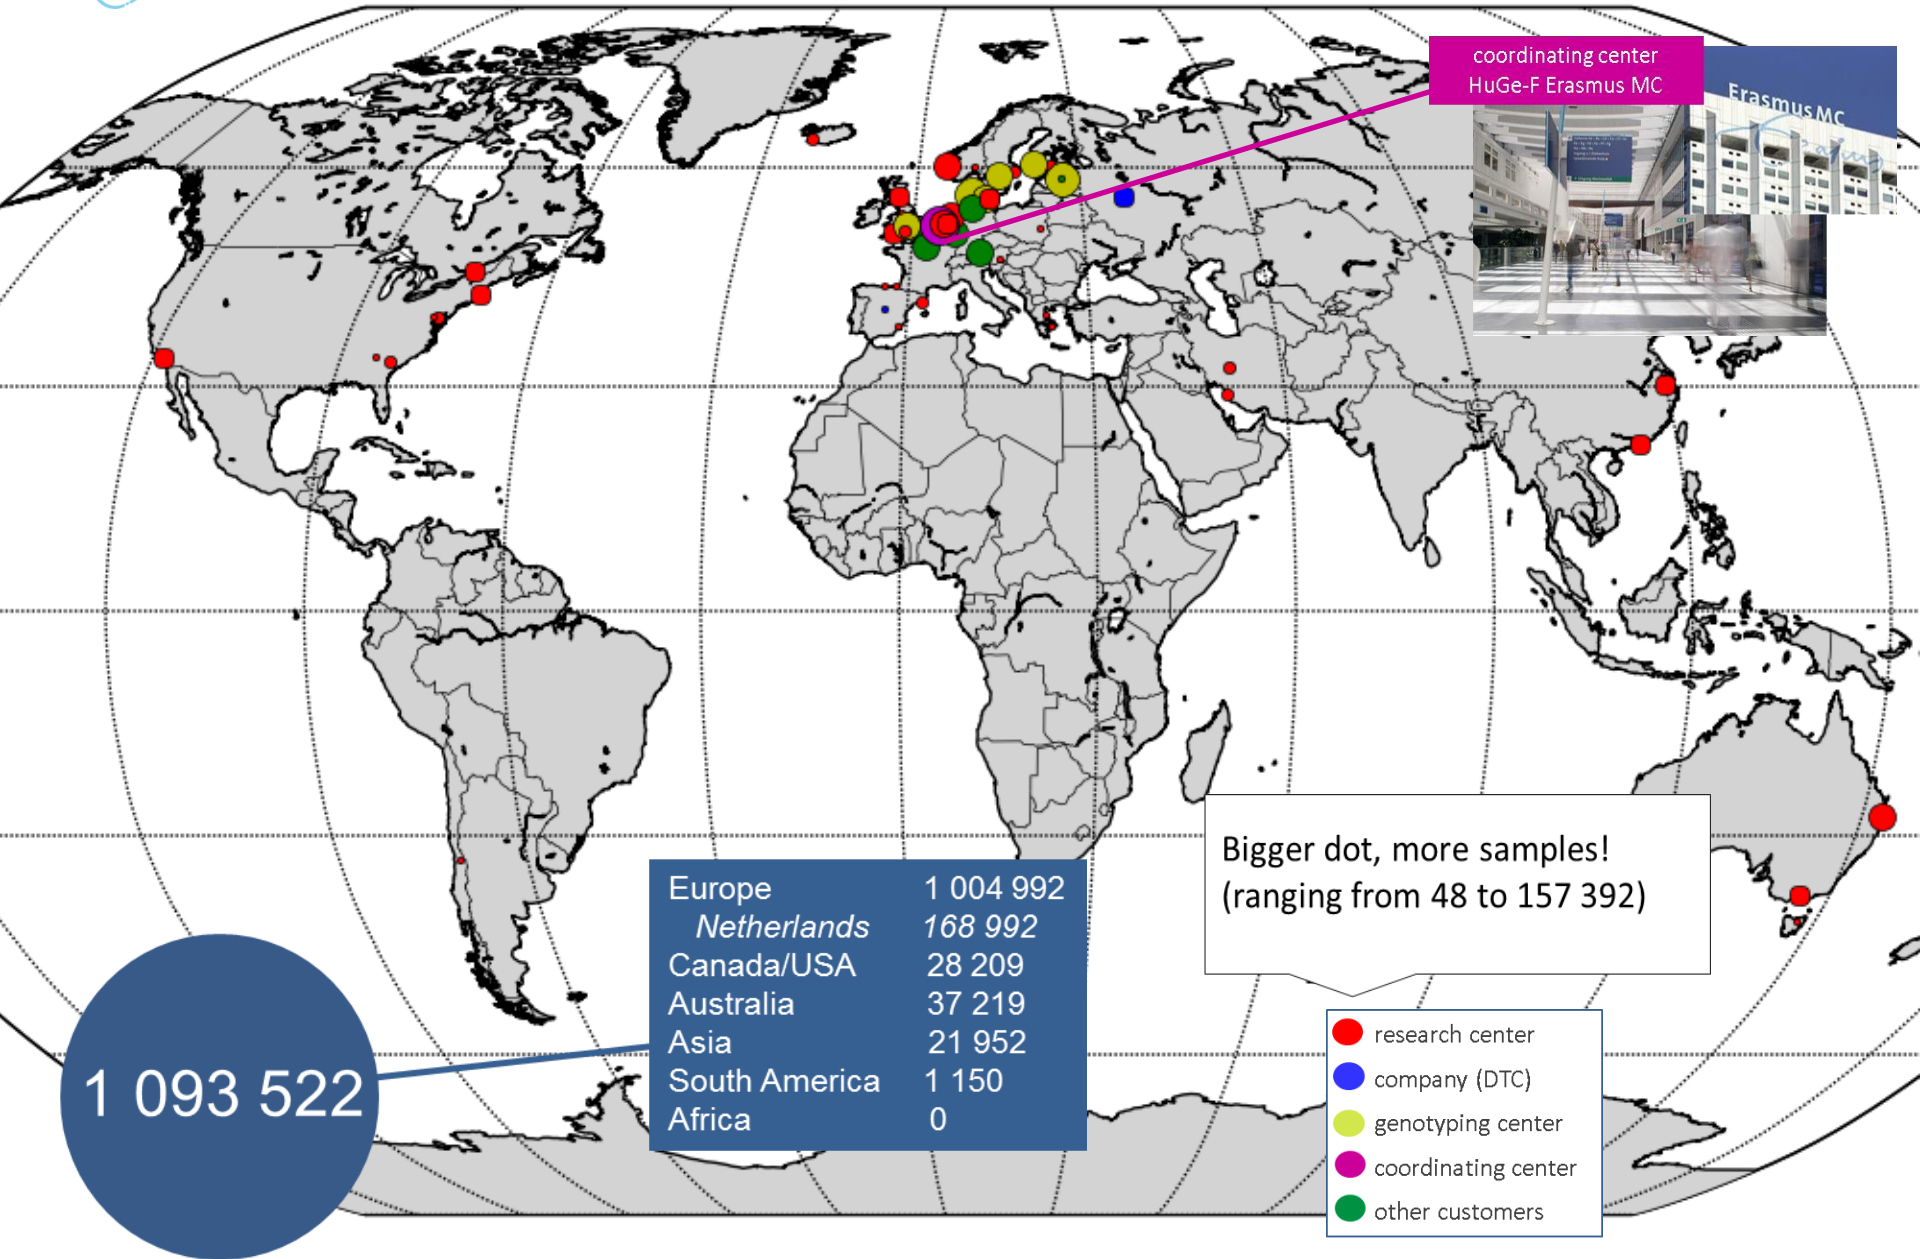 coordinating center
HuGe-F Erasmus MC
Erasmus MC
Bigger dot, more samples!
(ranging from 48 to 157 392)
Europe 1 004 992
Netherlands 168 992
Canada/USA 28 209
Australia 37 219
Asia 21 952
South America 1 150
Africa 0
1 093 522
research center
company (DTC)
genotyping center
coordinating center
other customers